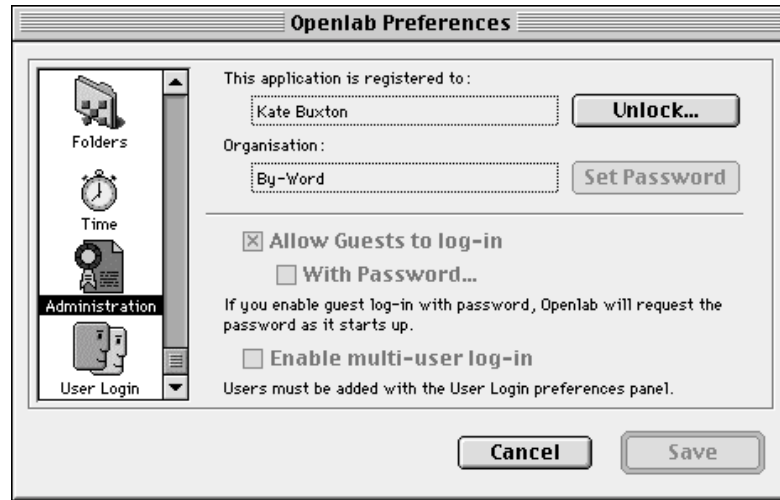 Openlab Preferences
Folders
Time
Administration
User Login
This application is registered to:
Kate Buxton
Unlock...
Organisation:
By-Word
Set Password
Allow Guests to log-in
With Password...
If you enable guest log-in with password, Openlab will request the
password as it starts up.
Enable multi-user log-in
Users must be added with the User Login preferences panel.
Cancel
Save